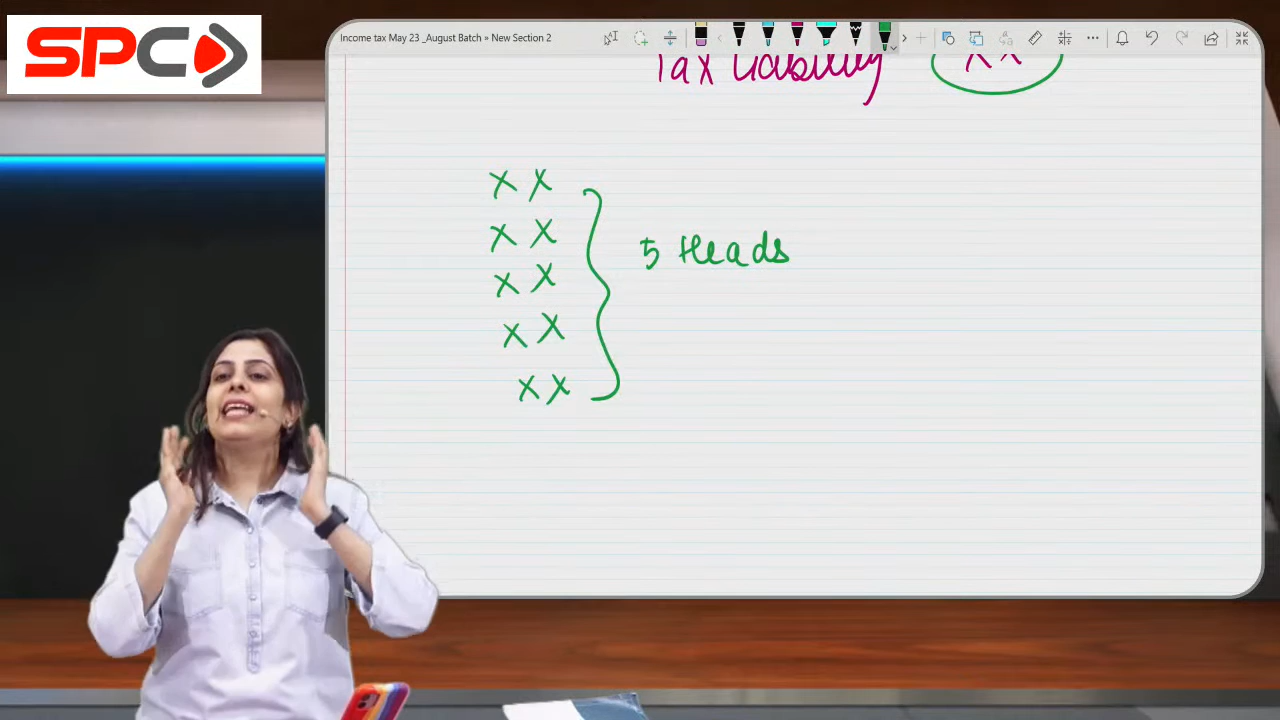 SPC
Income tax May 23 _August Batch » New Section 2
Tax Liability XX
XX
XX
5 Heads
XX
XX
XX